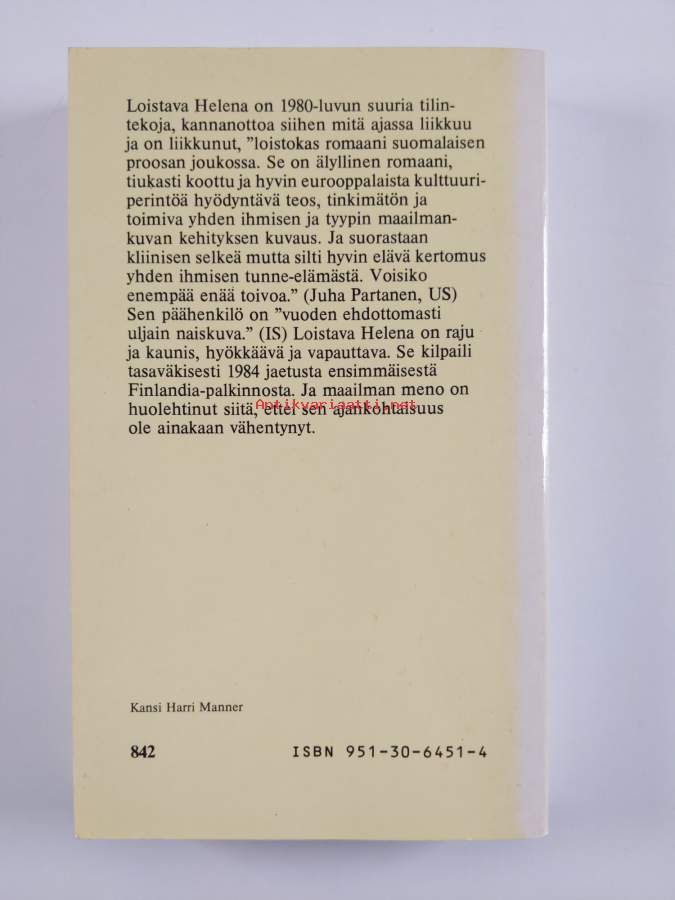 Loistava Helena on 1980-luvun suuria tilin-
tekoja, kannanottoa siihen mitä ajassa liikkuu
ja on liikkunut, ”loistokas romaani suomalaisen
proosan joukossa. Se on älyllinen romaani,
tiukasti koottu ja hyvin eurooppalaista kulttuuri-
perintöä hyödyntävä teos, tinkimätön ja
toimiva yhden ihmisen ja tyypin maailman-
kuvan kehityksen kuvaus. Ja suorastaan
kliinisen selkeä mutta silti hyvin elävä kertomus
yhden ihmisen tunne-elämästä. Voisiko
enempää enää toivoa.” (Juha Partanen, US)
Sen päähenkilö on ”vuoden ehdottomasti
uljain naiskuva.” (IS) Loistava Helena on raju
ja kaunis, hyökkäävä ja vapauttava. Se kilpaili
tasaväkisesti 1984 jaetusta ensimmäisestä
Finlandia-palkinnosta. Ja maailman meno on
Antikvariaatti.net
huolehtinut siitä, ettei sen ajankohtaisuus
ole ainakaan vähentynyt.
Kansi Harri Manner
842
ISBN 951-30-6451-4